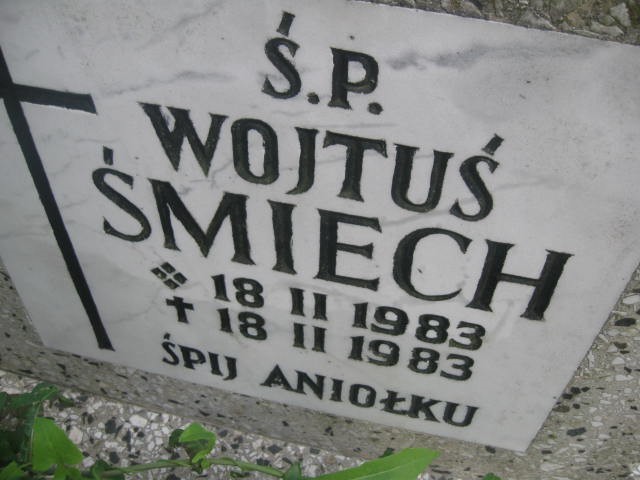 Ś.P.
WOJTUŚ
ŚMIECH
18 II 1983
✝ 18 II 1983
ŚPIJ ANIOŁKU